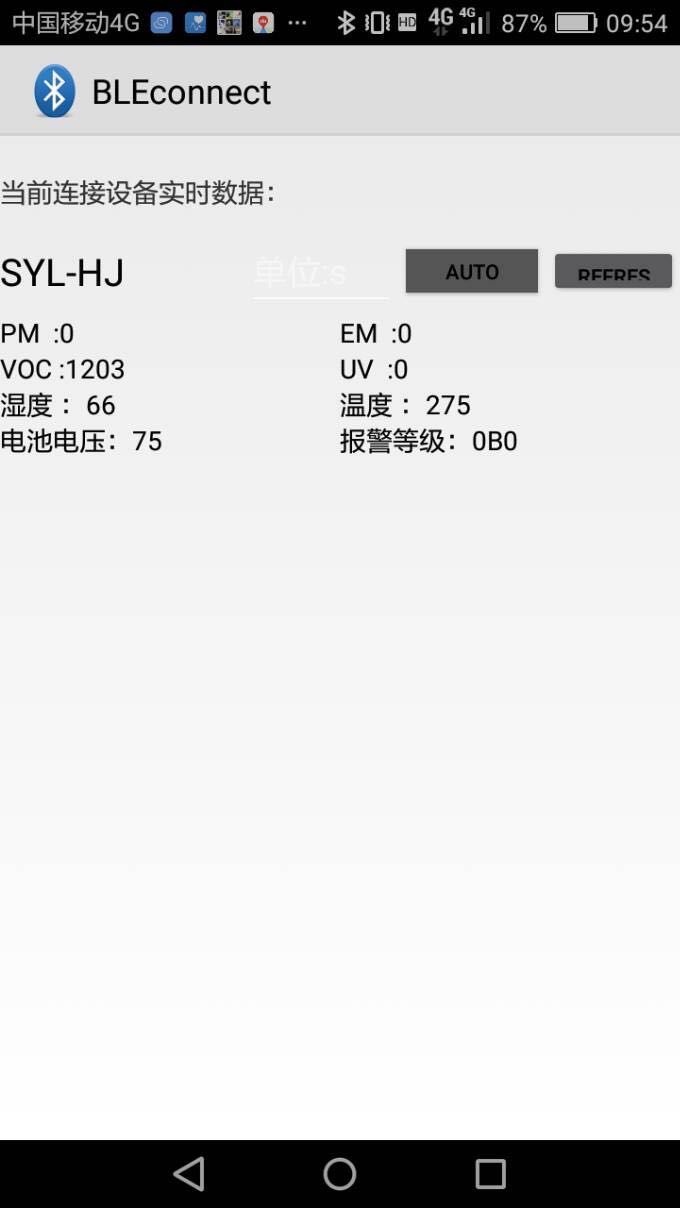 中国移动4G HD 4G 4G 87% 09:54
BLEconnect
当前连接设备实时数据：
SYL-HJ 单位:s AUTO REFRES
PM :0 EM :0
VOC :1203 UV :0
湿度： 66 温度： 275
电池电压：75 报警等级：0B0